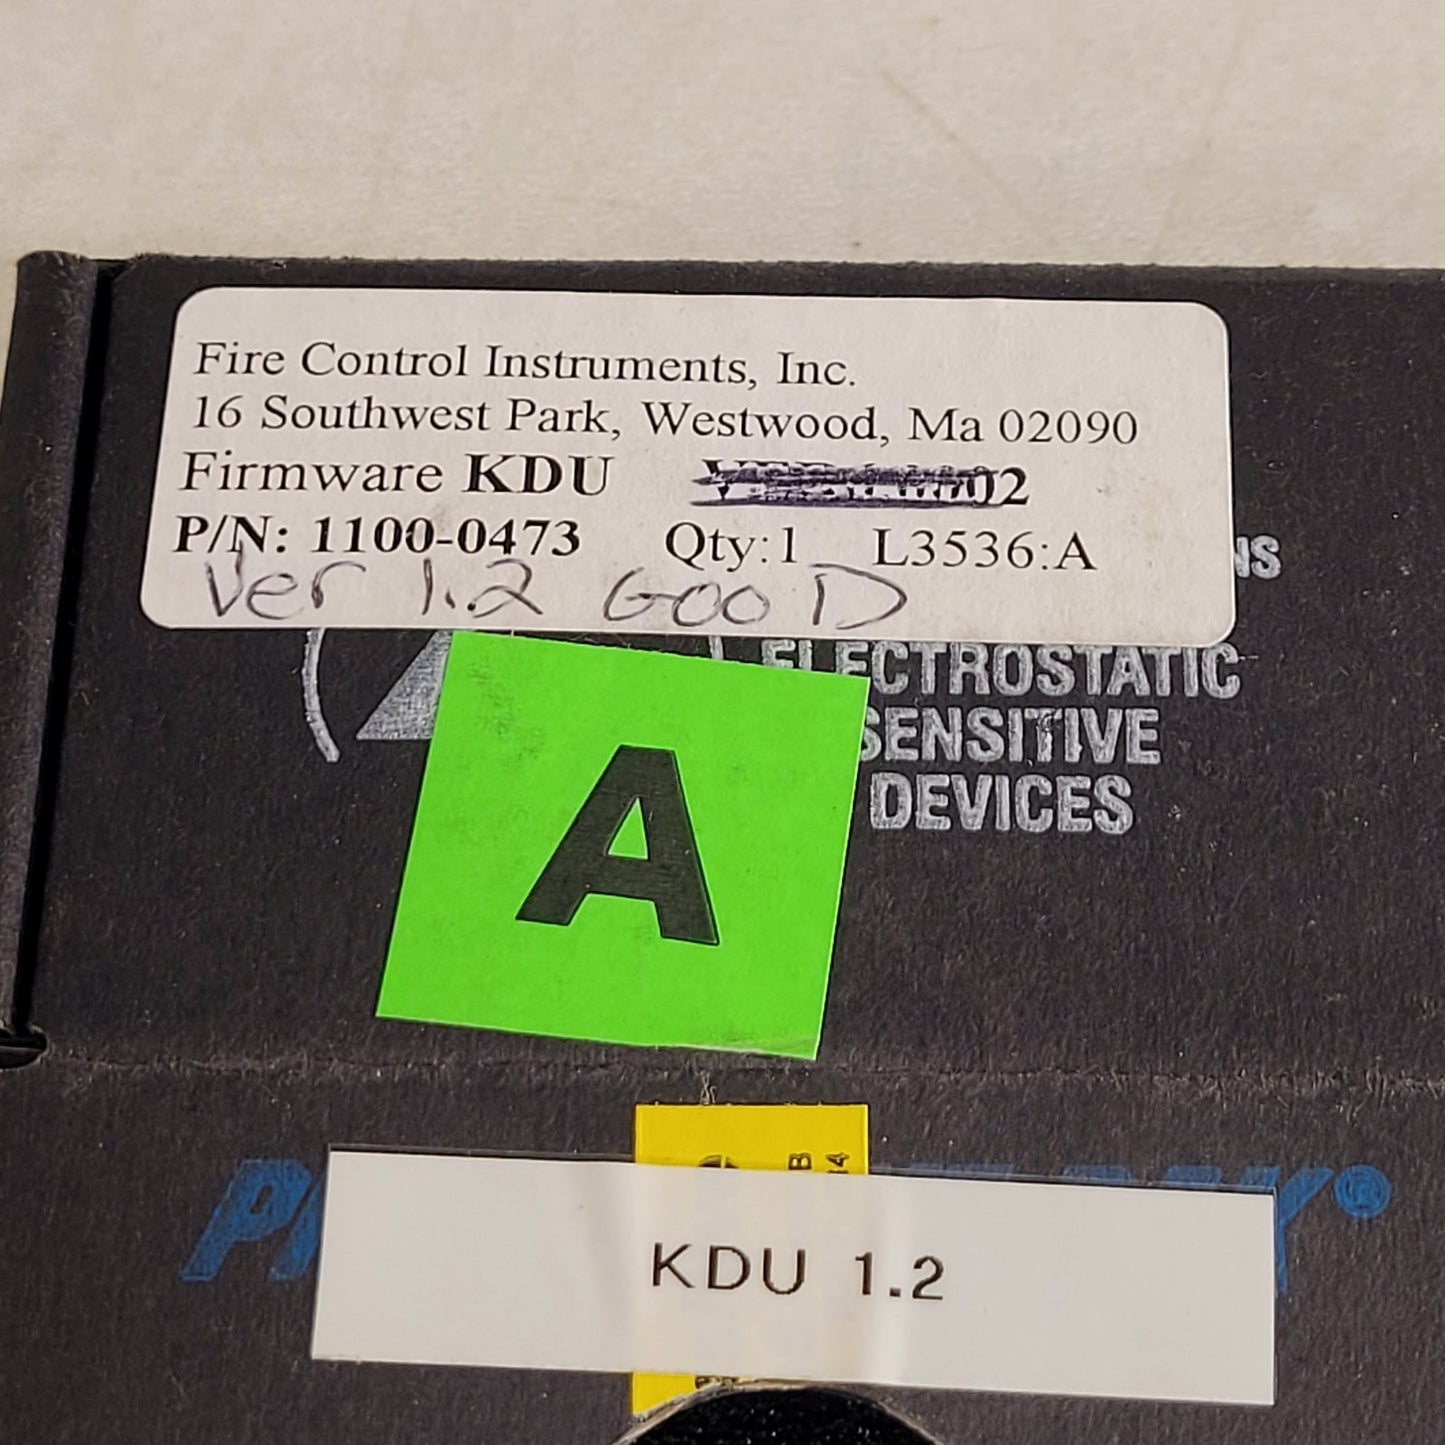 Fire Control Instruments, Inc.
16 Southwest Park, Westwood, Ma 02090
Firmware KDU
P/N: 1100-0473 Qty:1 L3536:A
Ver 1.2 GOOD
ELECTROSTATIC
SENSITIVE
DEVICES
A
KDU 1.2